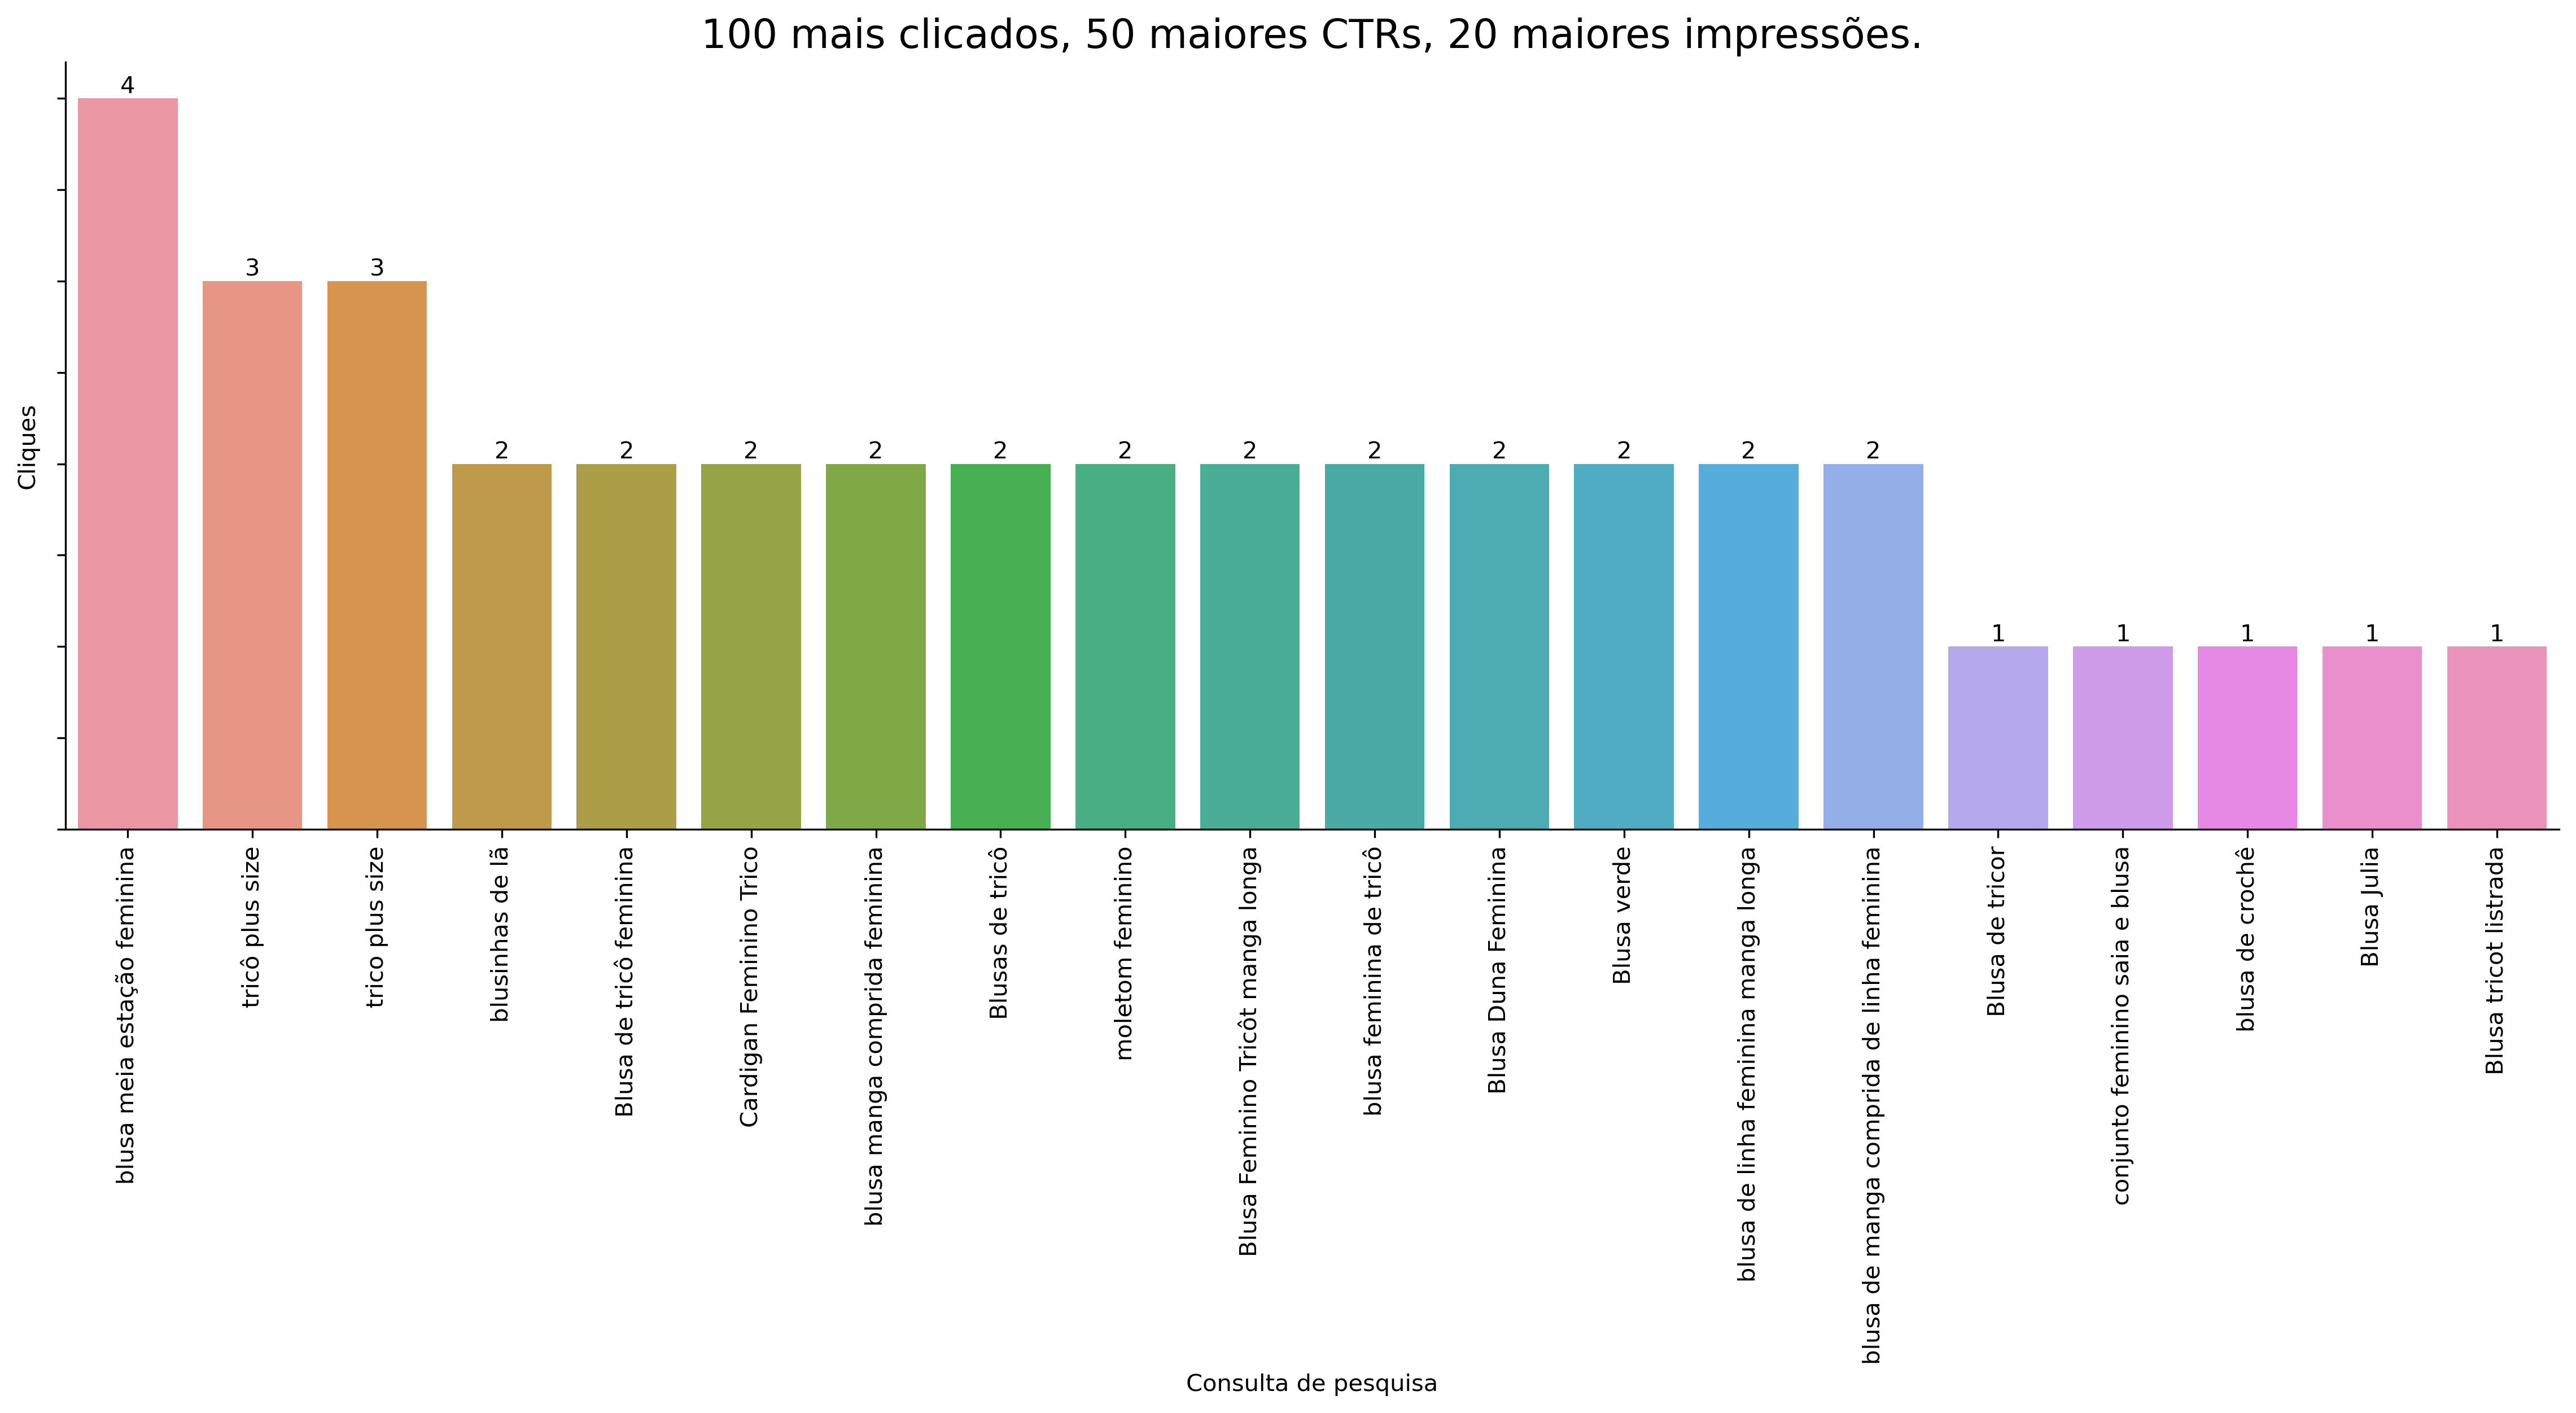 100 mais clicados, 50 maiores CTRs, 20 maiores impressões.
Cliques
4
3
3
2
2
2
2
2
2
2
2
2
2
2
2
1
1
1
1
1
blusa meia estação feminina
tricô plus size
trico plus size
blusinhas de lã
Blusa de tricô feminina
Cardigan Feminino Trico
blusa manga comprida feminina
Blusas de tricô
moletom feminino
Blusa Feminino Tricôt manga longa
blusa feminina de tricô
Blusa Duna Feminina
Blusa verde
blusa de linha feminina manga longa
blusa de manga comprida de linha feminina
Blusa de tricor
conjunto feminino saia e blusa
blusa de crochê
Blusa Julia
Blusa tricot listrada
Consulta de pesquisa